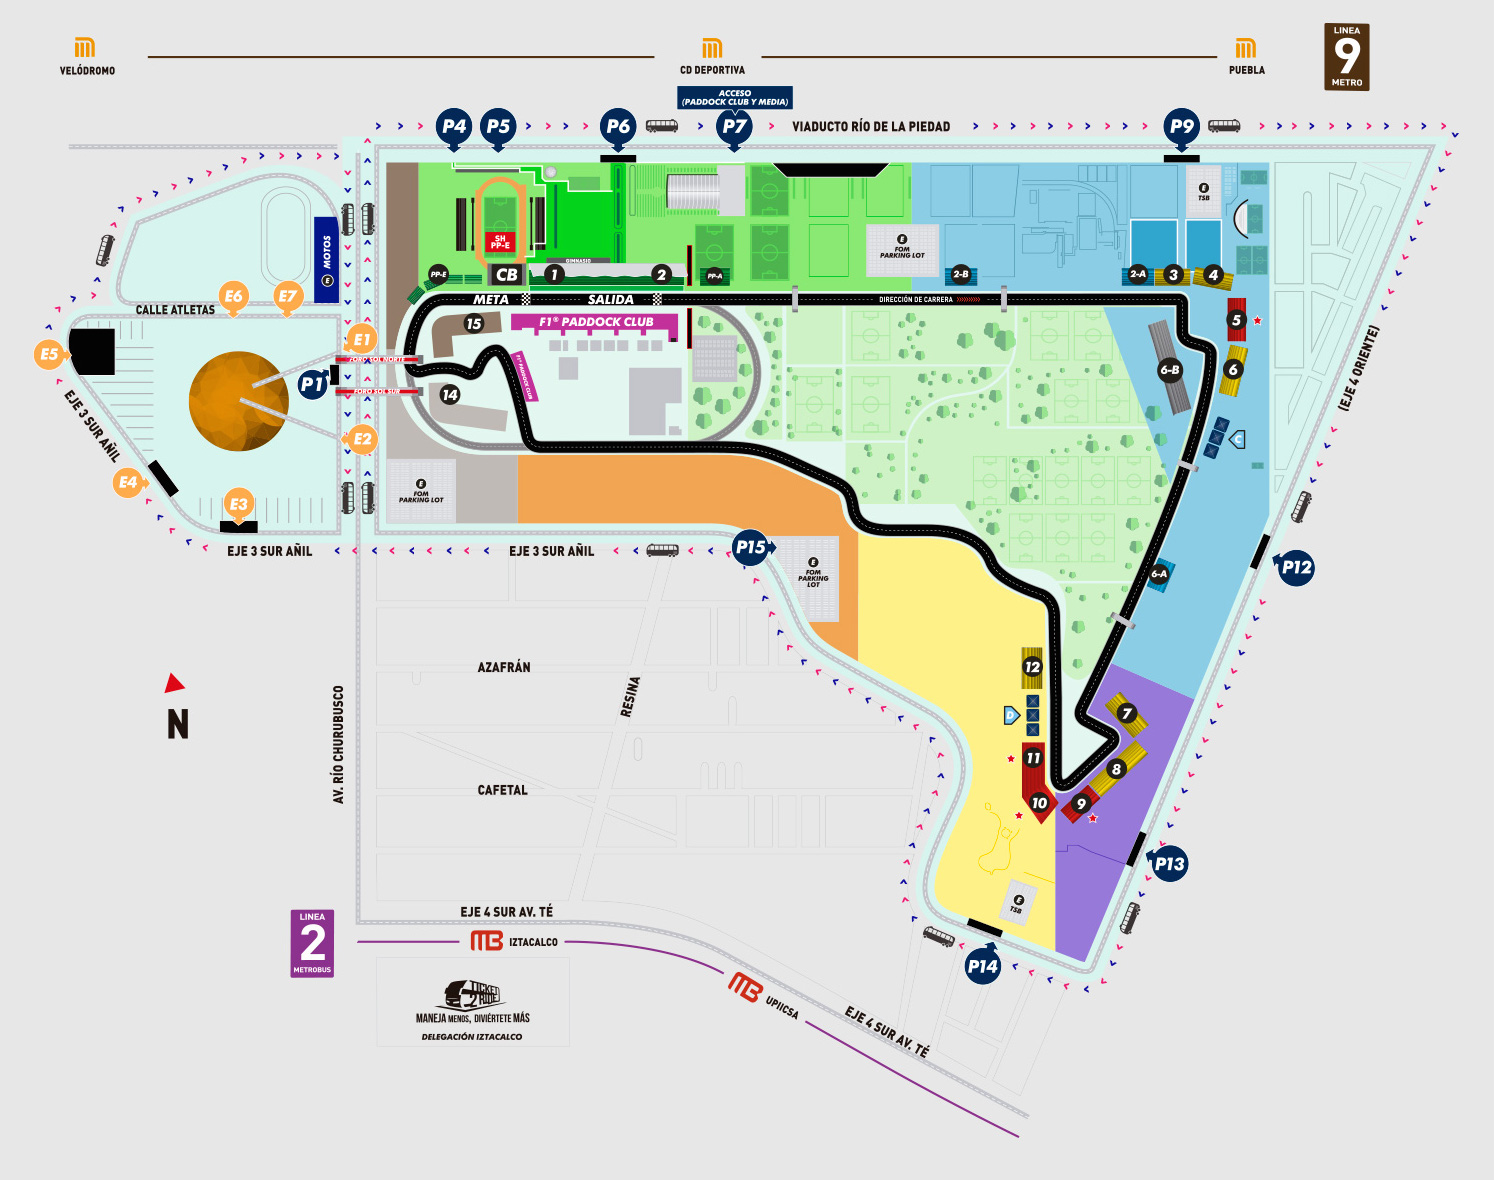 VELÓDROMO
CD DEPORTIVA
PUEBLA
LINEA
9
METRO
ACCESO
(PADDOCK CLUB Y MEDIA)
P4
P5
P6
P7
VIADUCTO RÍO DE LA PIEDAD
P9
E
TSB
MOTOS
E
SH
PP-E
E
FOM
PARKING LOT
GIMNASIO
PP-E
CB
1
2
PP-A
2-B
2-A
3
4
META
SALIDA
DIRECCIÓN DE CARRERA
E6
E7
CALLE ATLETAS
15
F1® PADDOCK CLUB
5
E1
E5
FORO SOL NORTE
P1
FORO SOL SUR
F1® PADDOCK CLUB
14
6-B
6
(EJE 4 ORIENTE)
EJE 3 SUR AÑIL
E2
C
E4
E3
E
FOM
PARKING LOT
EJE 3 SUR AÑIL
EJE 3 SUR AÑIL
P15
E
FOM
PARKING
LOT
6-A
P12
AZAFRÁN
12
N
AV. RÍO CHURUBUSCO
RESINA
D
7
11
8
CAFETAL
10
9
P13
E
TSB
EJE 4 SUR AV. TÉ
LINEA
2
METROBUS
MB
IZTACALCO
P14
MB
UPIICSA
TICKET
2
RIDE
MANEJA MENOS, DIVIÉRTETE MÁS
DELEGACIÓN IZTACALCO
EJE 4 SUR AV. TÉ